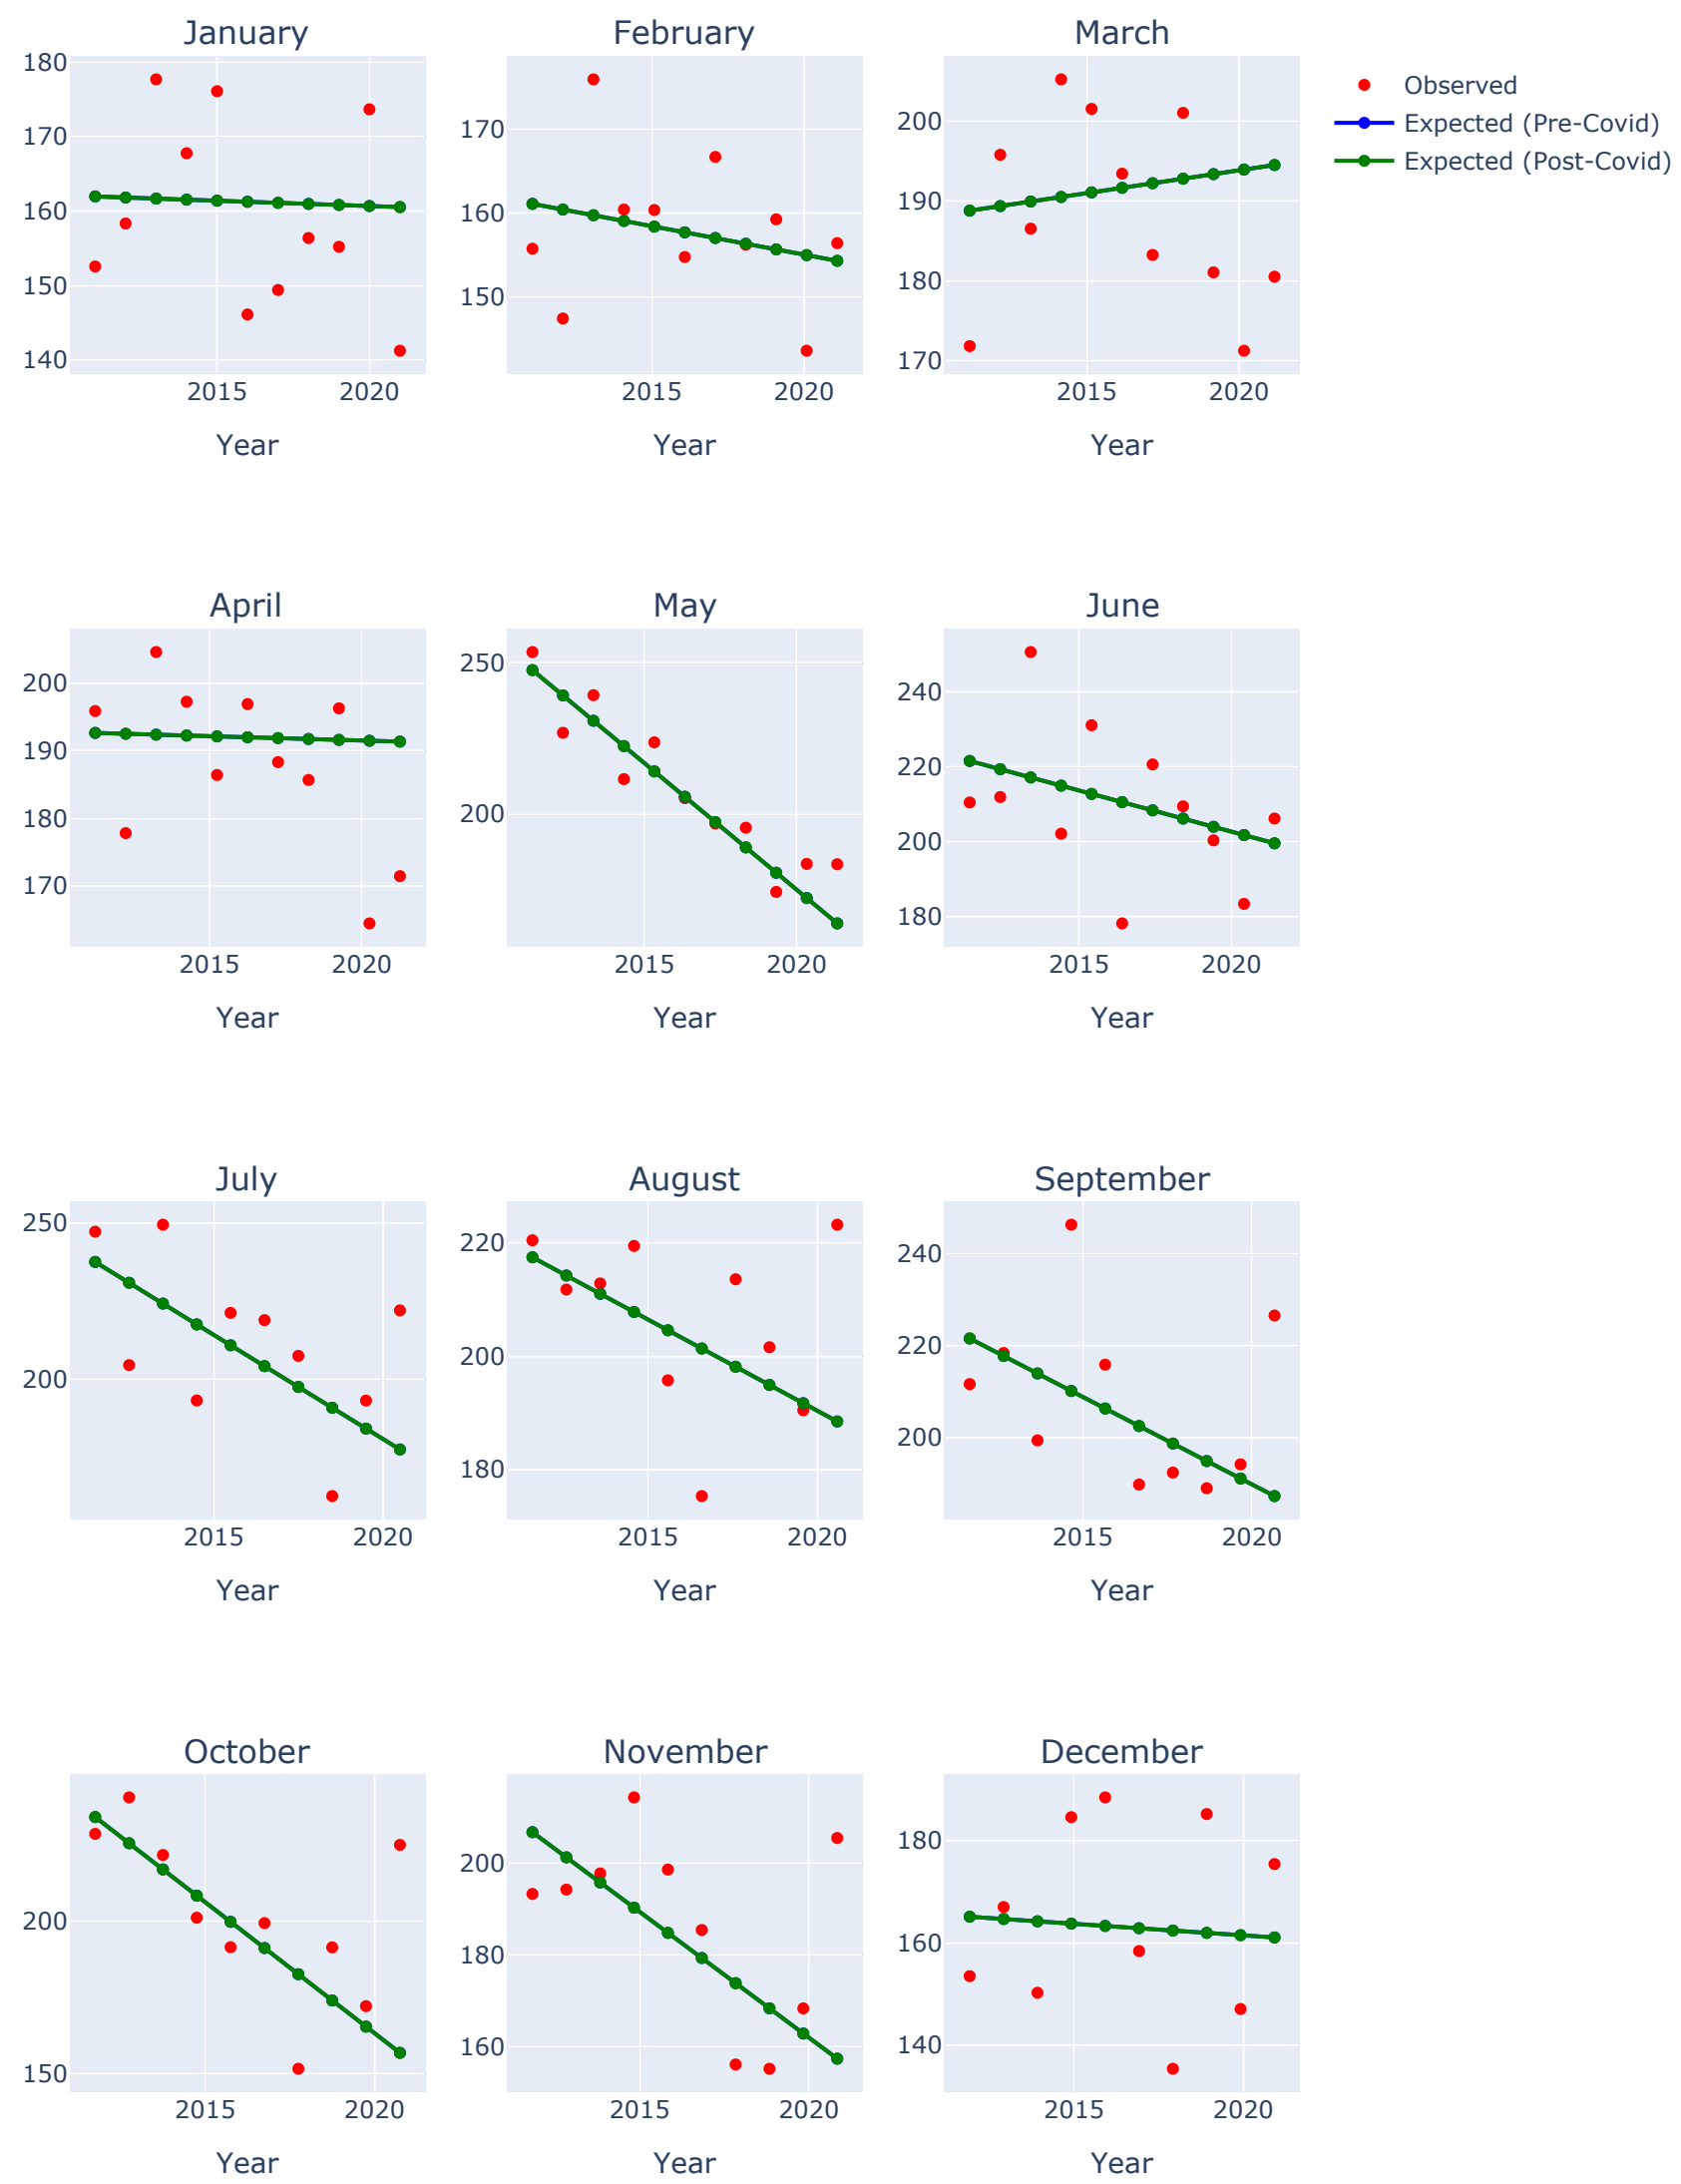 January February March
180
170
160
150
140
2015 2020
Year
170
160
150
2015 2020
Year
200
190
180
170
2015 2020
Year
Observed
Expected (Pre-Covid)
Expected (Post-Covid)
April May June
200
190
180
170
2015 2020
Year
250
200
2015 2020
Year
240
220
200
180
2015 2020
Year
July August September
250
200
2015 2020
Year
220
200
180
2015 2020
Year
240
220
200
2015 2020
Year
October November December
200
150
2015 2020
Year
200
180
160
2015 2020
Year
180
160
140
2015 2020
Year